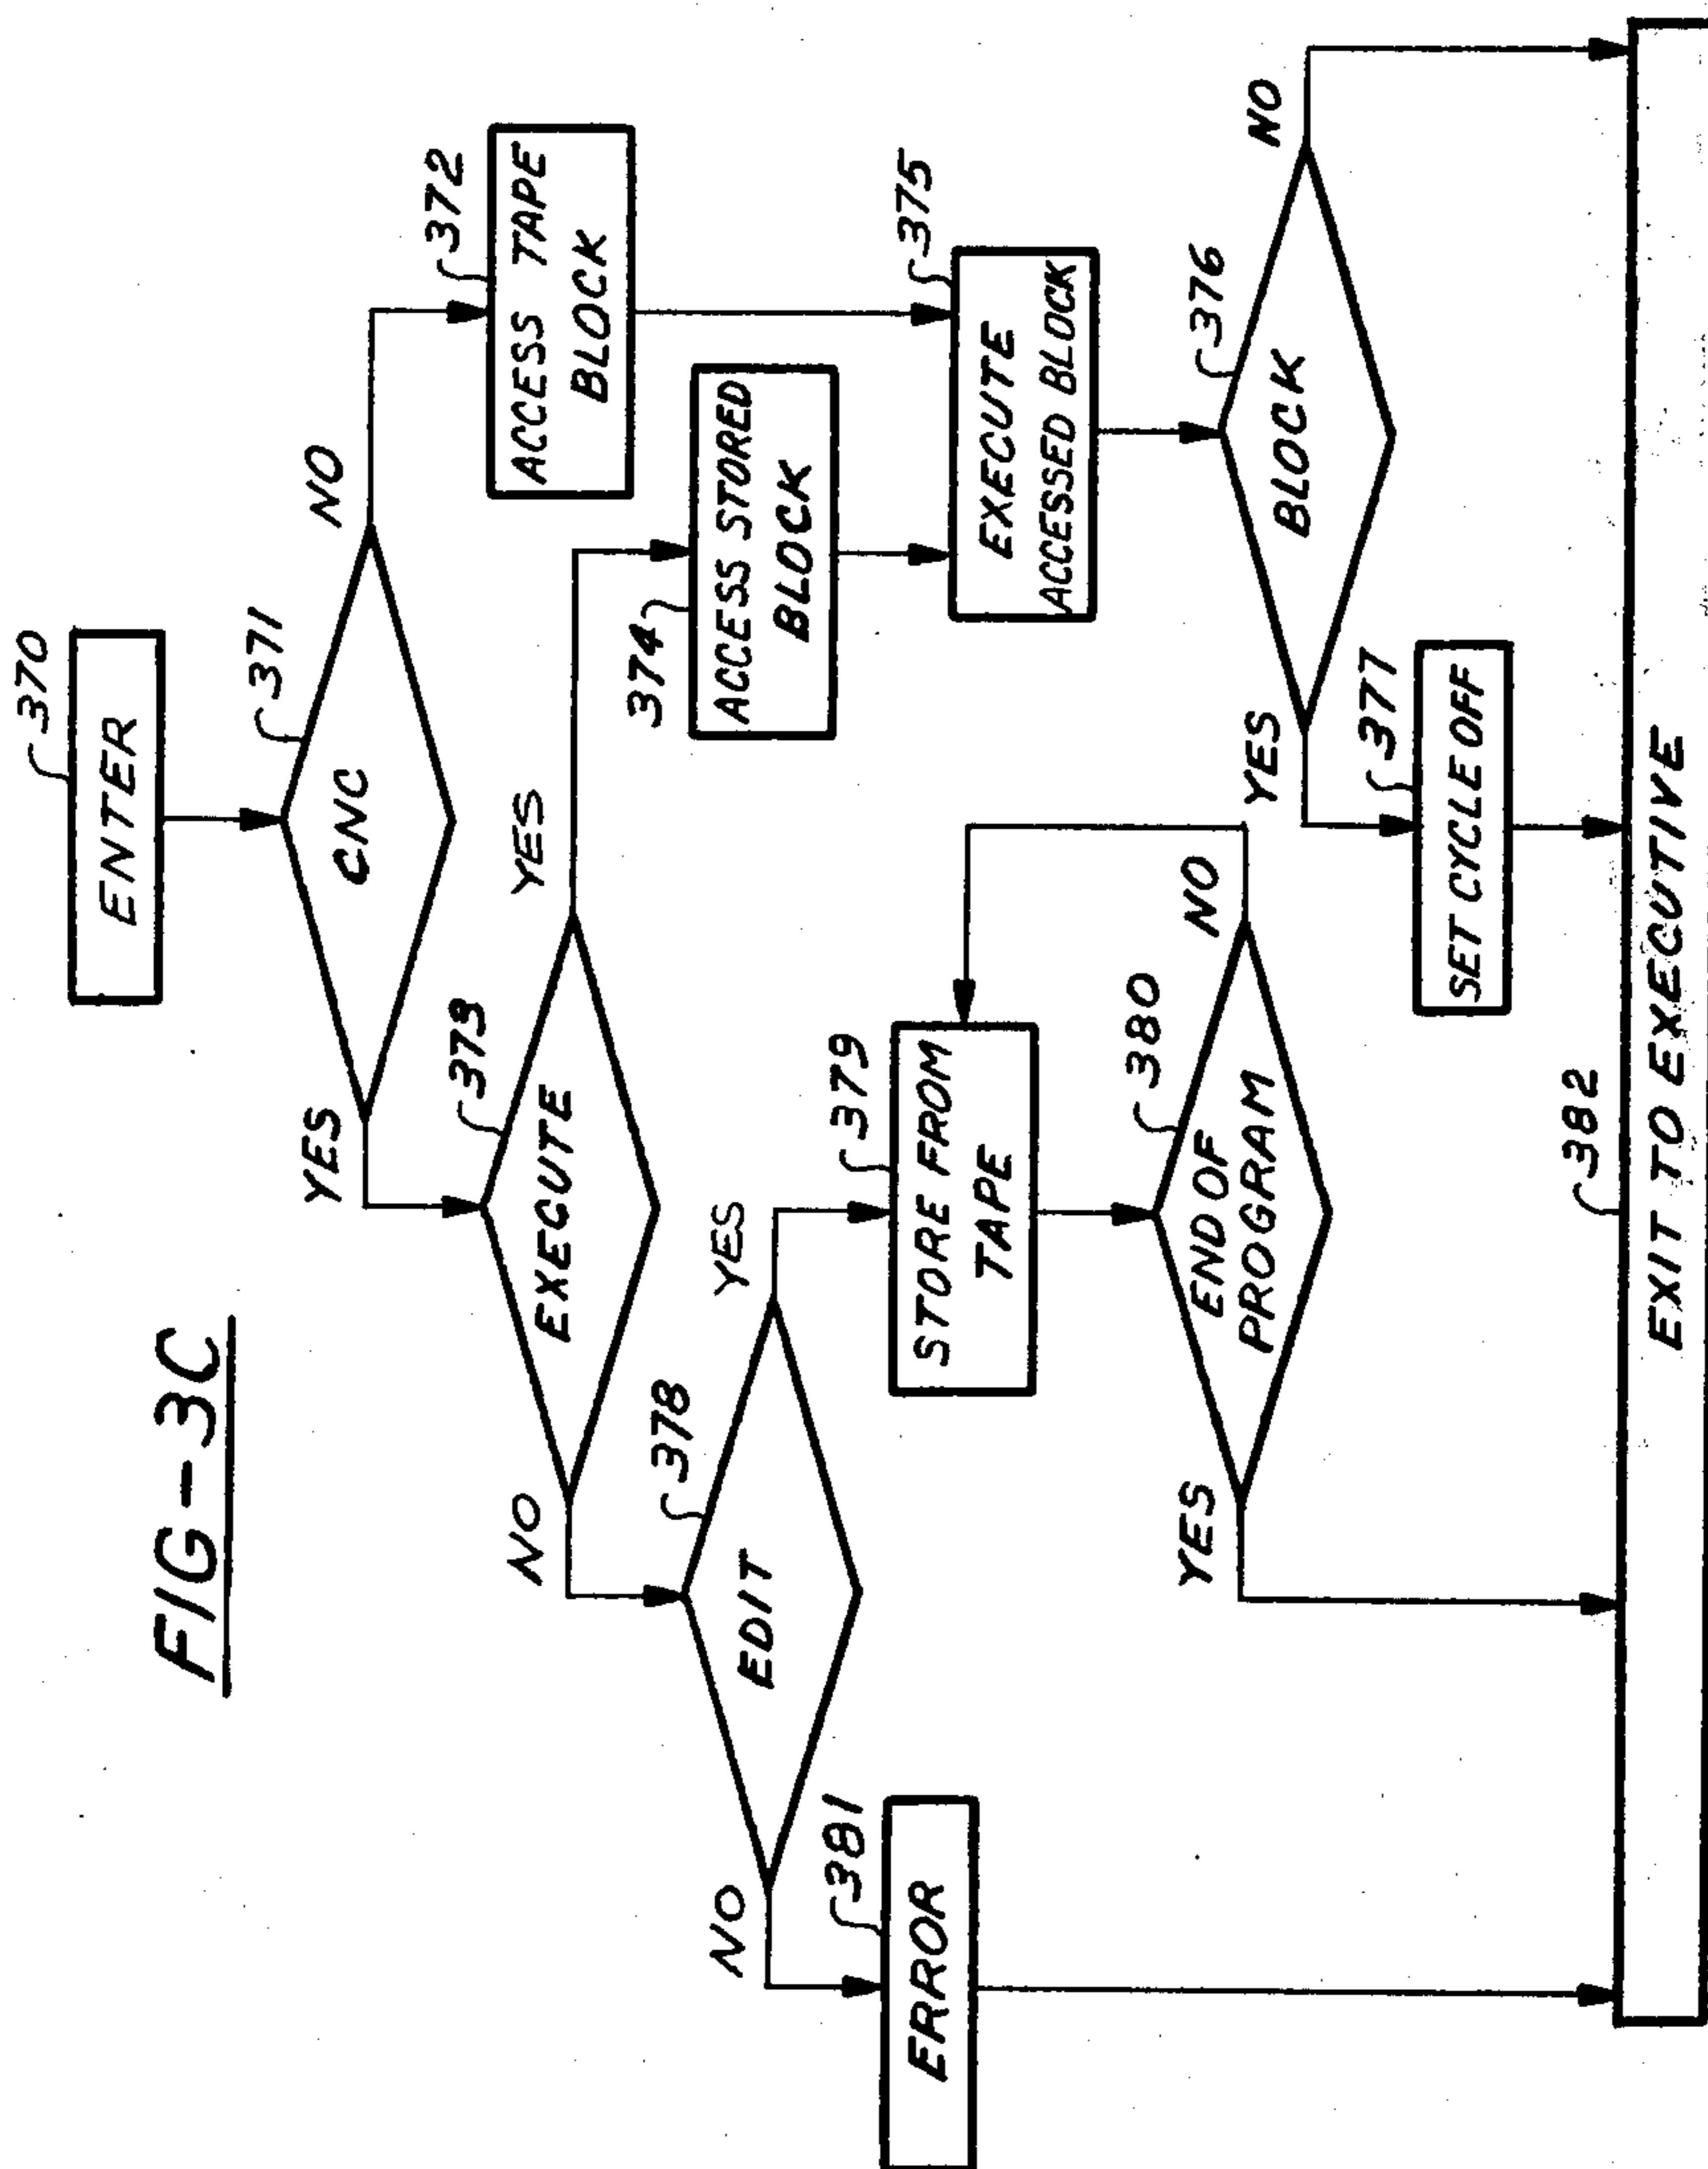 FIG-3C
370
ENTER
371
CNC
YES
NO
372
ACCESS TAPE
BLOCK
373
EXECUTE
NO
YES
374
ACCESS STORED
BLOCK
375
EXECUTE
ACCESSED BLOCK
378
EDIT
NO
YES
379
STORE FROM
TAPE
376
BLOCK
YES
NO
381
ERROR
380
END OF
PROGRAM
YES
NO
377
SET CYCLE OFF
382
EXIT TO EXECUTIVE